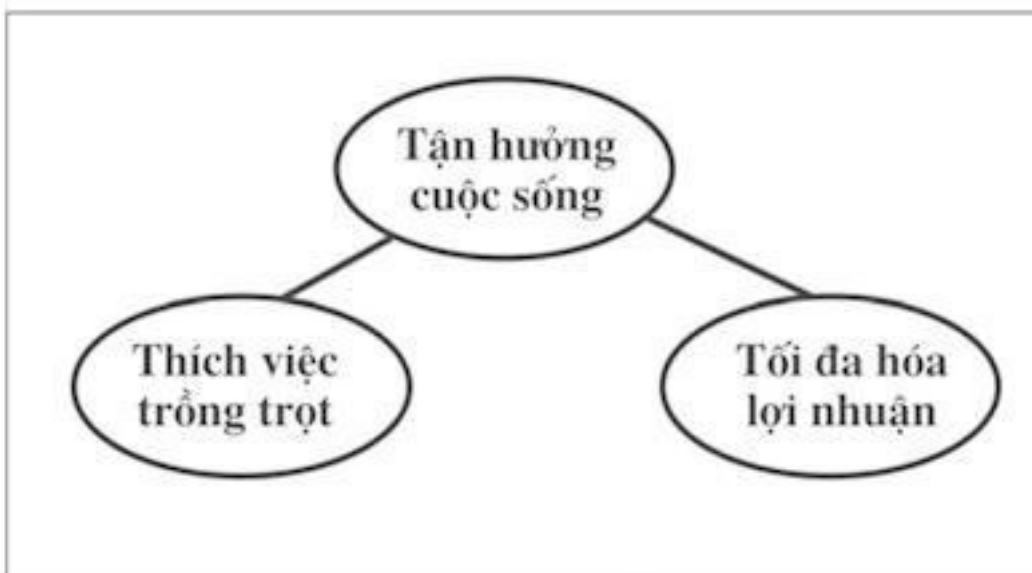 Tận hưởng
cuộc sống
Thích việc
trồng trọt
Tối đa hóa
lợi nhuận